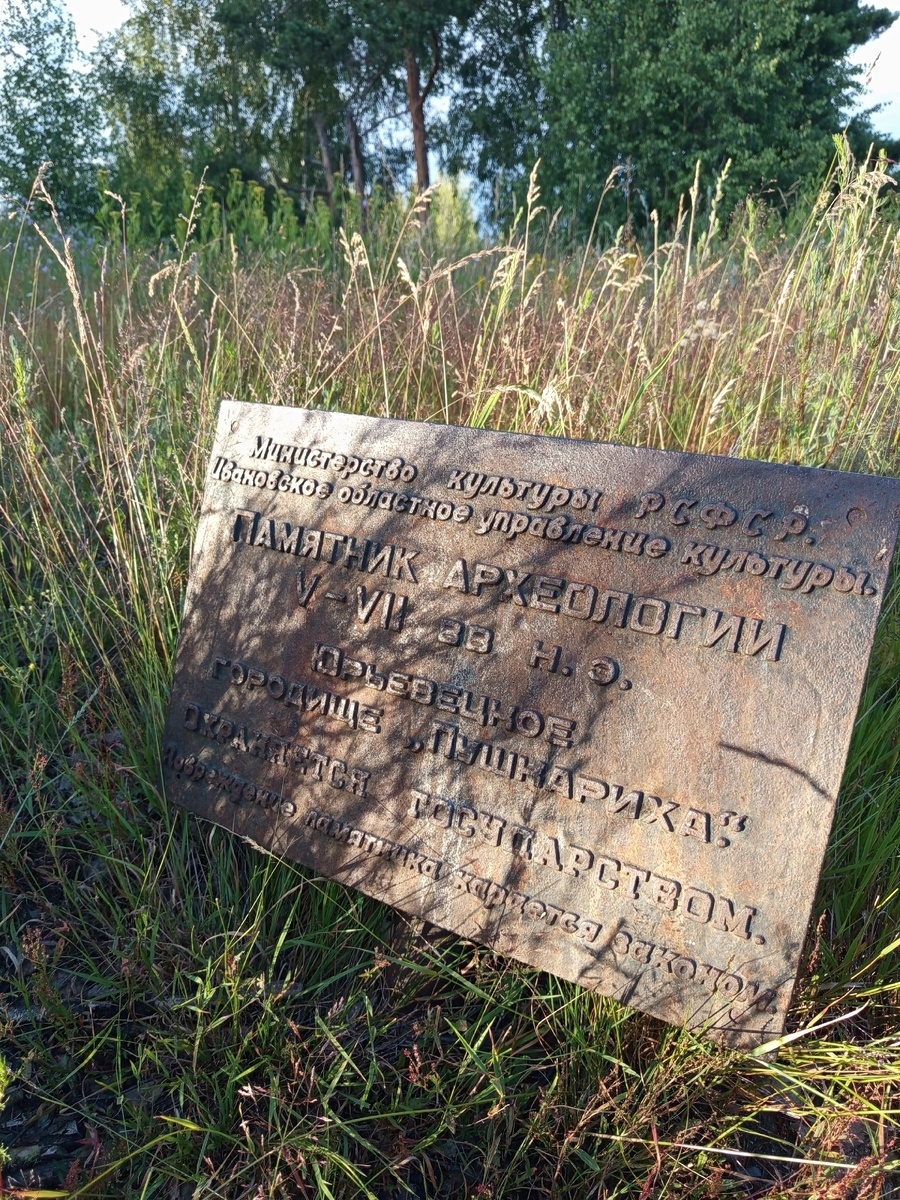 Министерство культуры РСФСР.
Ивановское областное управление культуры.
ПАМЯТНИК АРХЕОЛОГИИ
V-VII вв н.э.
ЮРЬЕВЕЦКОЕ
ГОРОДИЩЕ „ПУШКАРИХА".
ОХРАНЯЕТСЯ ГОСУДАРСТВОМ.
Повреждение памятника карается законом.